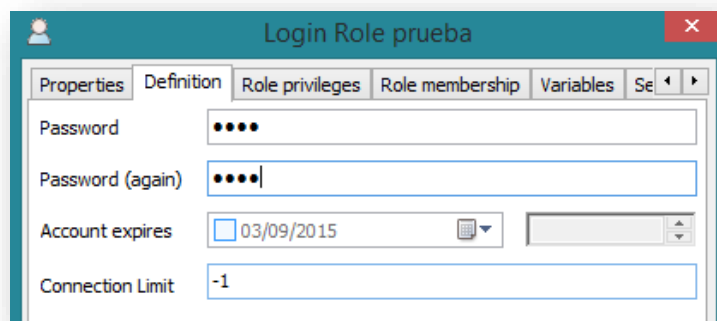 Login Role prueba
Properties Definition Role privileges Role membership Variables Se
Password ••••
Password (again) ••••
Account expires 03/09/2015
Connection Limit -1